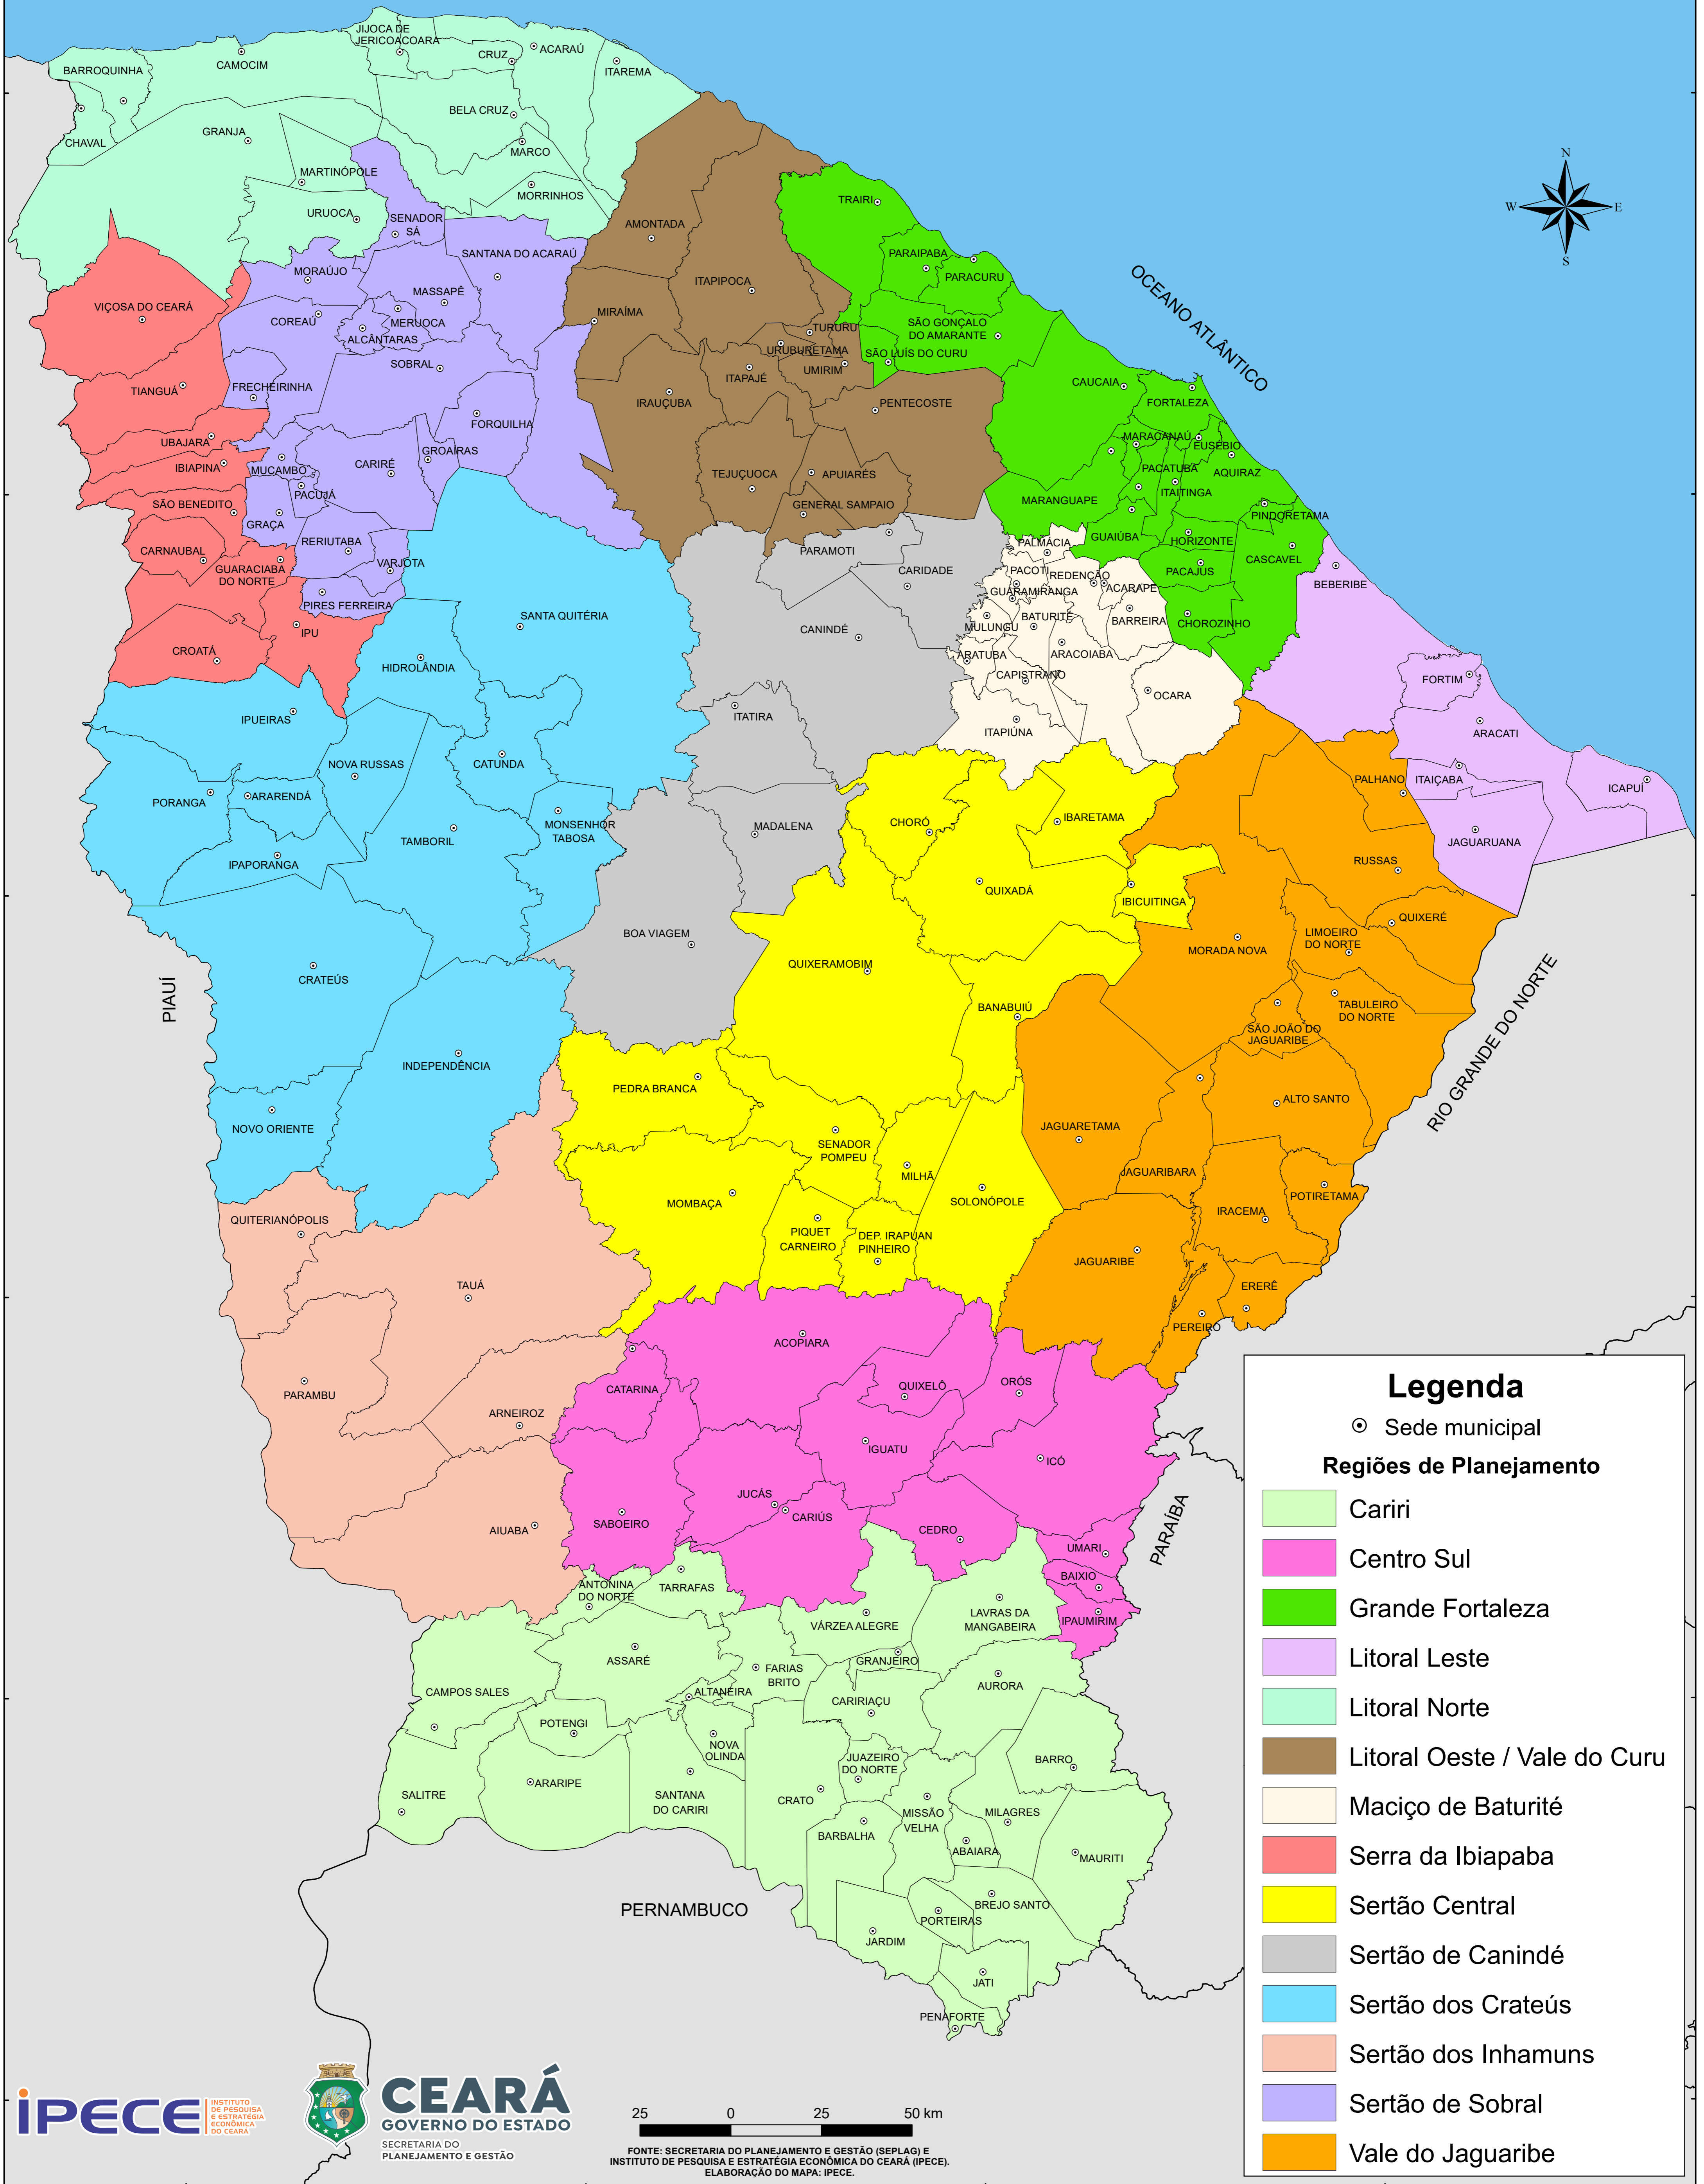 JIJOCA DE
JERICOACOARA
CRUZ
ACARAÚ
BARROQUINHA
CAMOCIM
ITAREMA
BELA CRUZ
CHAVAL
GRANJA
MARCO
MARTINÓPOLE
MORRINHOS
URUOCA
SENADOR
SÁ
AMONTADA
TRAIRI
N
W
E
S
SANTANA DO ACARAÚ
PARAIPABA
PARACURU
OCEANO ATLÂNTICO
MORAÚJO
ITAPIPOCA
VIÇOSA DO CEARÁ
MASSAPÊ
MIRAÍMA
COREAÚ
MERUOCA
ALCÂNTARAS
TURURU
SÃO GONÇALO
DO AMARANTE
URUBURETAMA
SÃO LUÍS DO CURU
SOBRAL
UMIRIM
ITAPAJÉ
TIANGUÁ
FRECHEIRINHA
CAUCAIA
FORTALEZA
IRAUÇUBA
PENTECOSTE
FORQUILHA
UBAJARA
MARACANAÚ
EUSÉBIO
GROAÍRAS
IBIAPINA
MUCAMBO
CARIRÉ
TEJUÇUOCA
APUIARÉS
PACATUBA
AQUIRAZ
PACUJÁ
MARANGUAPE
ITAITINGA
SÃO BENEDITO
GENERAL SAMPAIO
PINDORETAMA
GRAÇA
RERIUTABA
GUAIÚBA
HORIZONTE
CARNAUBAL
PARAMOTI
PALMÁCIA
GUARACIABA
DO NORTE
VARJOTA
CARIDADE
PACOTI
REDENÇÃO
PACAJUS
CASCAVEL
BEBERIBE
ACARAPE
GUARAMIRANGA
PIRES FERREIRA
SANTA QUITÉRIA
BATURITÉ
BARREIRA
CHOROZINHO
IPU
CANINDÉ
MULUNGU
CROATÁ
ARATUBA
ARACOIABA
HIDROLÂNDIA
CAPISTRANO
FORTIM
OCARA
IPUEIRAS
ITATIRA
ITAPIÚNA
ARACATI
NOVA RUSSAS
CATUNDA
PALHANO
ITAIÇABA
ICAPUÍ
PORANGA
ARARENDÁ
CHORÓ
IBARETAMA
MONSENHOR
TABOSA
MADALENA
TAMBORIL
JAGUARUANA
IPAPORANGA
RUSSAS
QUIXADÁ
IBICUITINGA
QUIXERÉ
BOA VIAGEM
LIMOEIRO
DO NORTE
MORADA NOVA
QUIXERAMOBIM
CRATEÚS
PIAUÍ
BANABUIÚ
TABULEIRO
DO NORTE
SÃO JOÃO DO
JAGUARIBE
RIO GRANDE DO NORTE
INDEPENDÊNCIA
PEDRA BRANCA
ALTO SANTO
NOVO ORIENTE
JAGUARETAMA
SENADOR
POMPEU
MILHÃ
JAGUARIBARA
POTIRETAMA
MOMBAÇA
SOLONÓPOLE
IRACEMA
QUITERIANÓPOLIS
PIQUET
CARNEIRO
DEP. IRAPUAN
PINHEIRO
JAGUARIBE
TAUÁ
ERERÊ
PEREIRO
ACOPIARA
PARAMBU
CATARINA
QUIXELÔ
ORÓS
ARNEIROZ
IGUATU
ICÓ
JUCÁS
CARIÚS
SABOEIRO
AIUABA
CEDRO
PARAÍBA
UMARI
BAIXIO
ANTONINA
DO NORTE
TARRAFAS
IPAUMIRIM
VÁRZEA ALEGRE
LAVRAS DA
MANGABEIRA
ASSARÉ
GRANJEIRO
FARIAS
BRITO
AURORA
CAMPOS SALES
ALTANEIRA
CARIRIAÇU
POTENGI
NOVA
OLINDA
JUAZEIRO
DO NORTE
BARRO
ARARIPE
SALITRE
SANTANA
DO CARIRI
CRATO
MISSÃO
VELHA
MILAGRES
BARBALHA
ABAIARA
MAURITI
BREJO SANTO
PERNAMBUCO
PORTEIRAS
JARDIM
JATI
PENAFORTE
Legenda
Sede municipal
Regiões de Planejamento
Cariri
Centro Sul
Grande Fortaleza
Litoral Leste
Litoral Norte
Litoral Oeste / Vale do Curu
Maciço de Baturité
Serra da Ibiapaba
Sertão Central
Sertão de Canindé
Sertão dos Crateús
Sertão dos Inhamuns
Sertão de Sobral
Vale do Jaguaribe
iPECE
INSTITUTO
DE PESQUISA
E ESTRATÉGIA
ECONÔMICA
DO CEARÁ
CEARÁ
GOVERNO DO ESTADO
SECRETARIA DO
PLANEJAMENTO E GESTÃO
25 0 25 50 km
FONTE: SECRETARIA DO PLANEJAMENTO E GESTÃO (SEPLAG) E
INSTITUTO DE PESQUISA E ESTRATÉGIA ECONÔMICA DO CEARÁ (IPECE).
ELABORAÇÃO DO MAPA: IPECE.